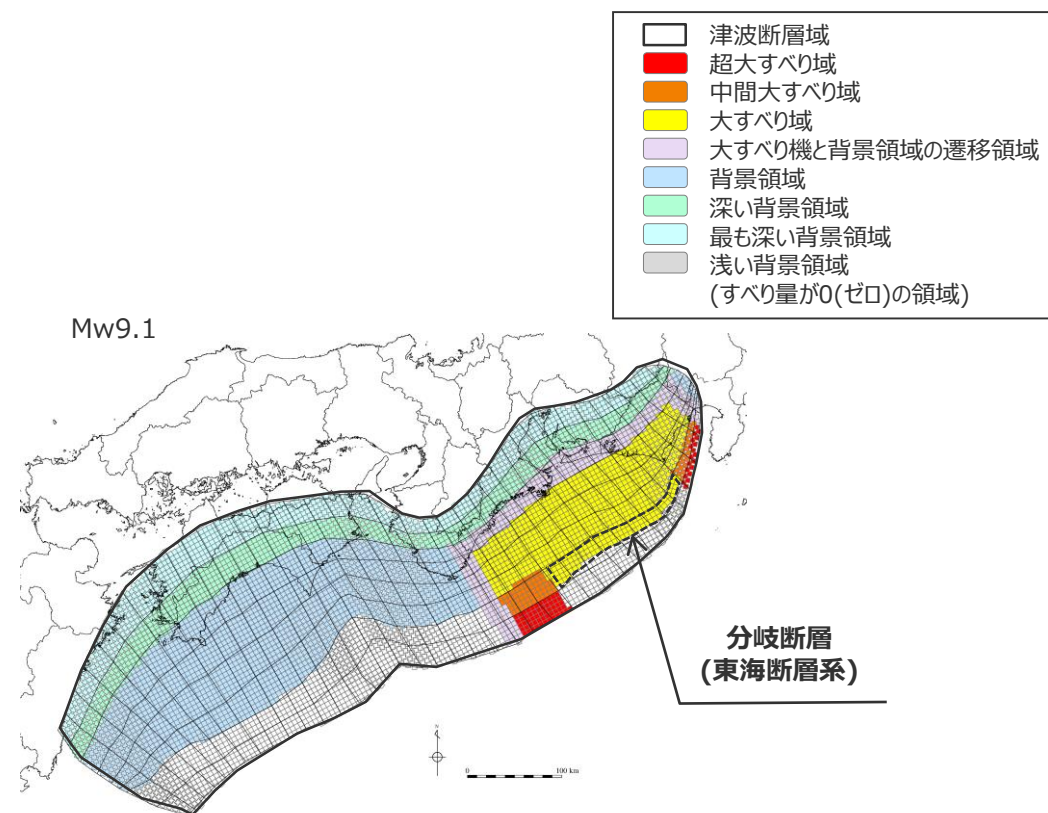 津波断層域
超大すべり域
中間大すべり域
大すべり域
大すべり機と背景領域の遷移領域
背景領域
深い背景領域
最も深い背景領域
浅い背景領域
(すべり量が0(ゼロ)の領域)
Mw9.1
分岐断層
(東海断層系)
N
0 100 km